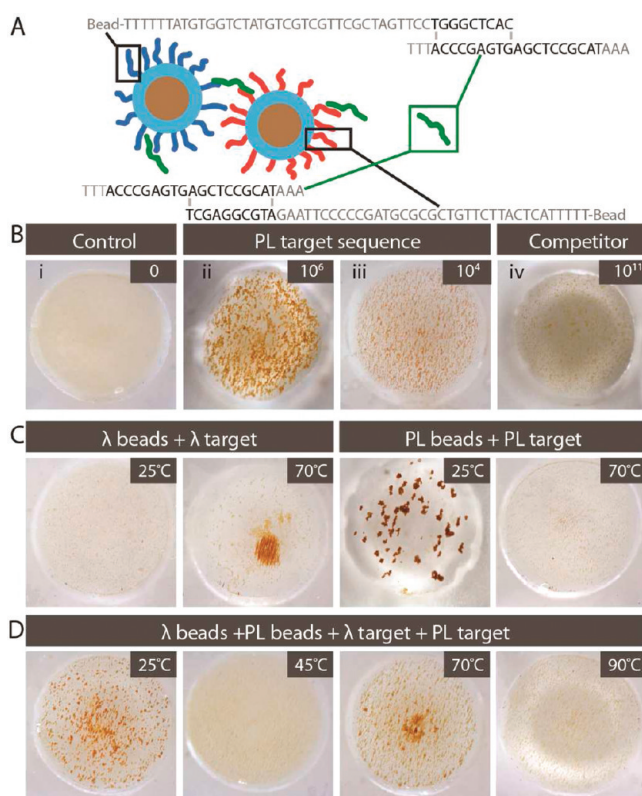 A
Bead-TTTTTTATGTGGTCTATGTCGTCGTTCGCTAGTTCCTGGGCTCAC
TTTACCCGAGTGAGCTCCGCATAAA
TTTACCCGAGTGAGCTCCGCATAAA
TCGAGGCGTAGAATTCCCCCGATGCGCGCTGTTCTTACTCATTTTT-Bead
B Control PL target sequence Competitor
i 0 ii 10⁶ iii 10⁴ iv 10¹¹
C λ beads + λ target PL beads + PL target
25°C 70°C 25°C 70°C
D λ beads +PL beads + λ target + PL target
25°C 45°C 70°C 90°C